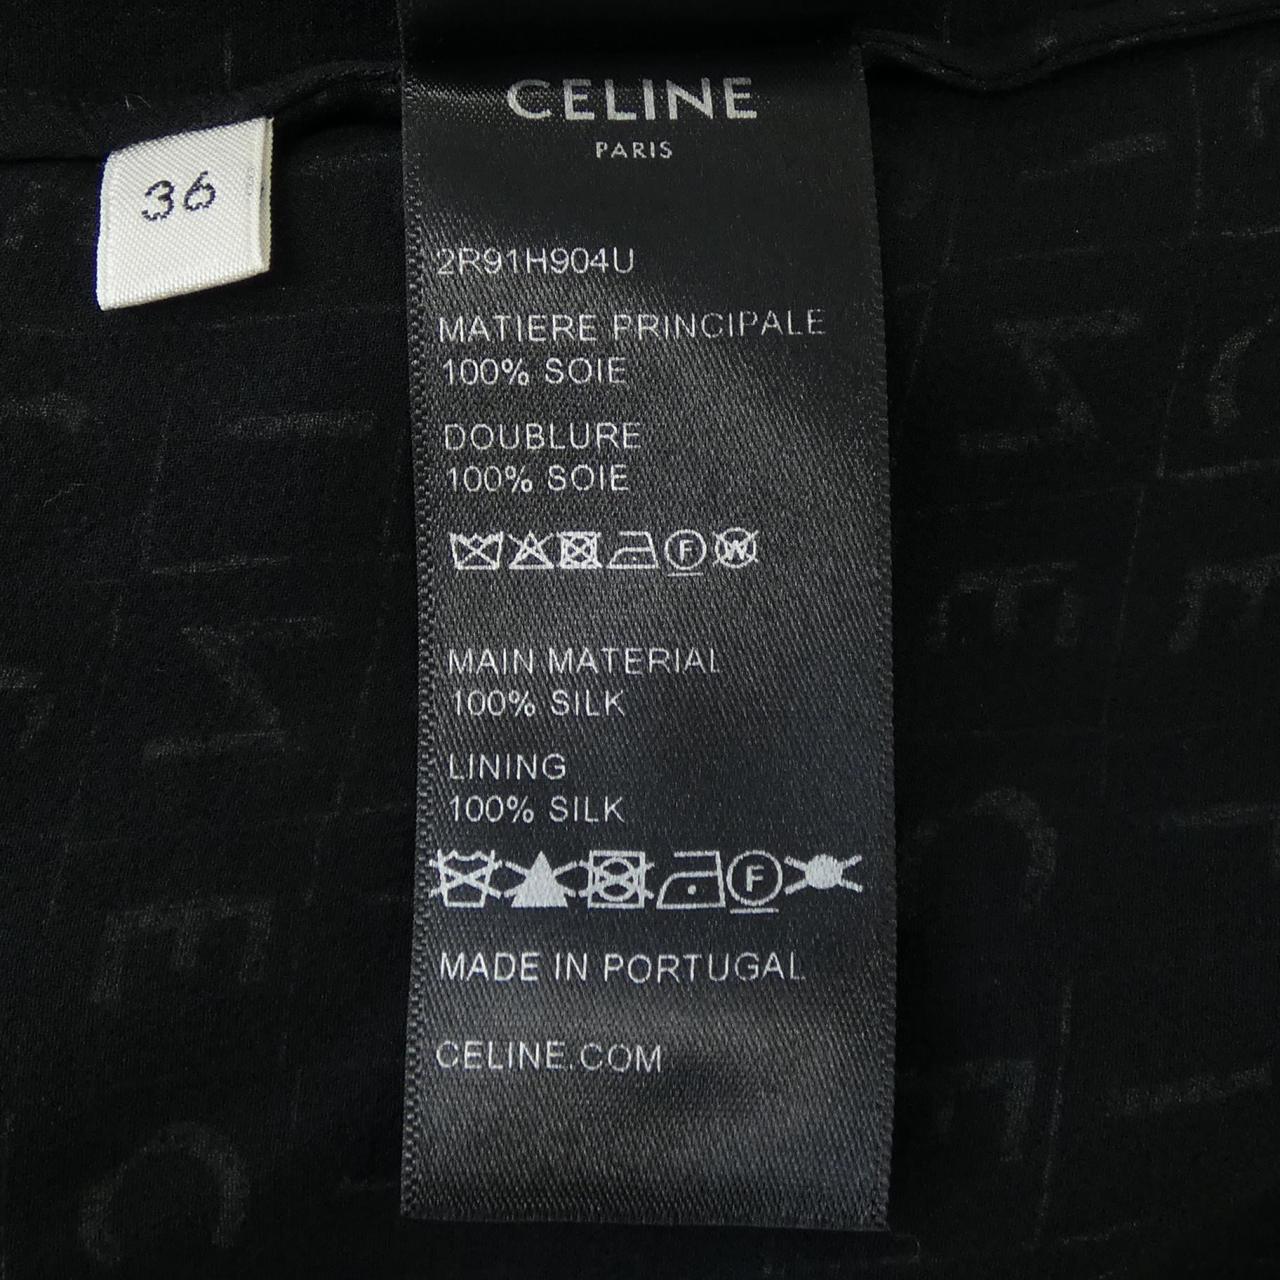 CELINE
PARIS
36
2R91H904U
MATIERE PRINCIPALE
100% SOIE
DOUBLURE
100% SOIE
F W
MAIN MATERIAL
100% SILK
LINING
100% SILK
F
MADE IN PORTUGAL
CELINE.COM